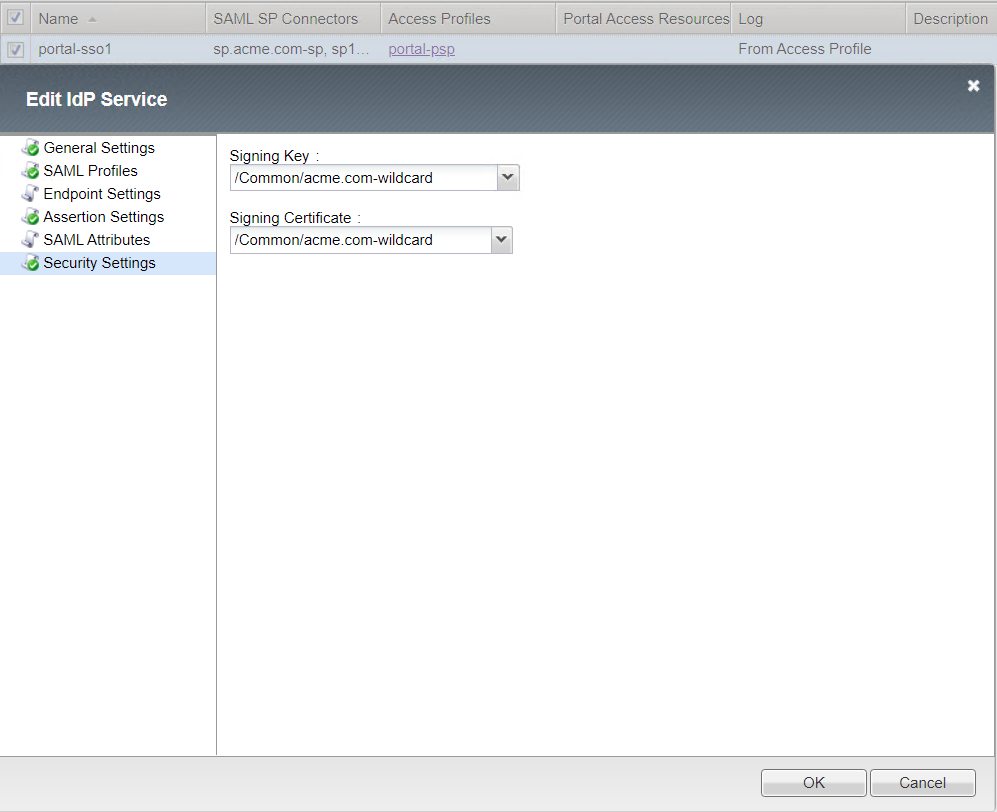 Name SAML SP Connectors Access Profiles Portal Access Resources Log Description
portal-sso1 sp.acme.com-sp, sp1... portal-psp From Access Profile
Edit IdP Service
General Settings
SAML Profiles
Endpoint Settings
Assertion Settings
SAML Attributes
Security Settings
Signing Key :
/Common/acme.com-wildcard
Signing Certificate :
/Common/acme.com-wildcard
OK Cancel